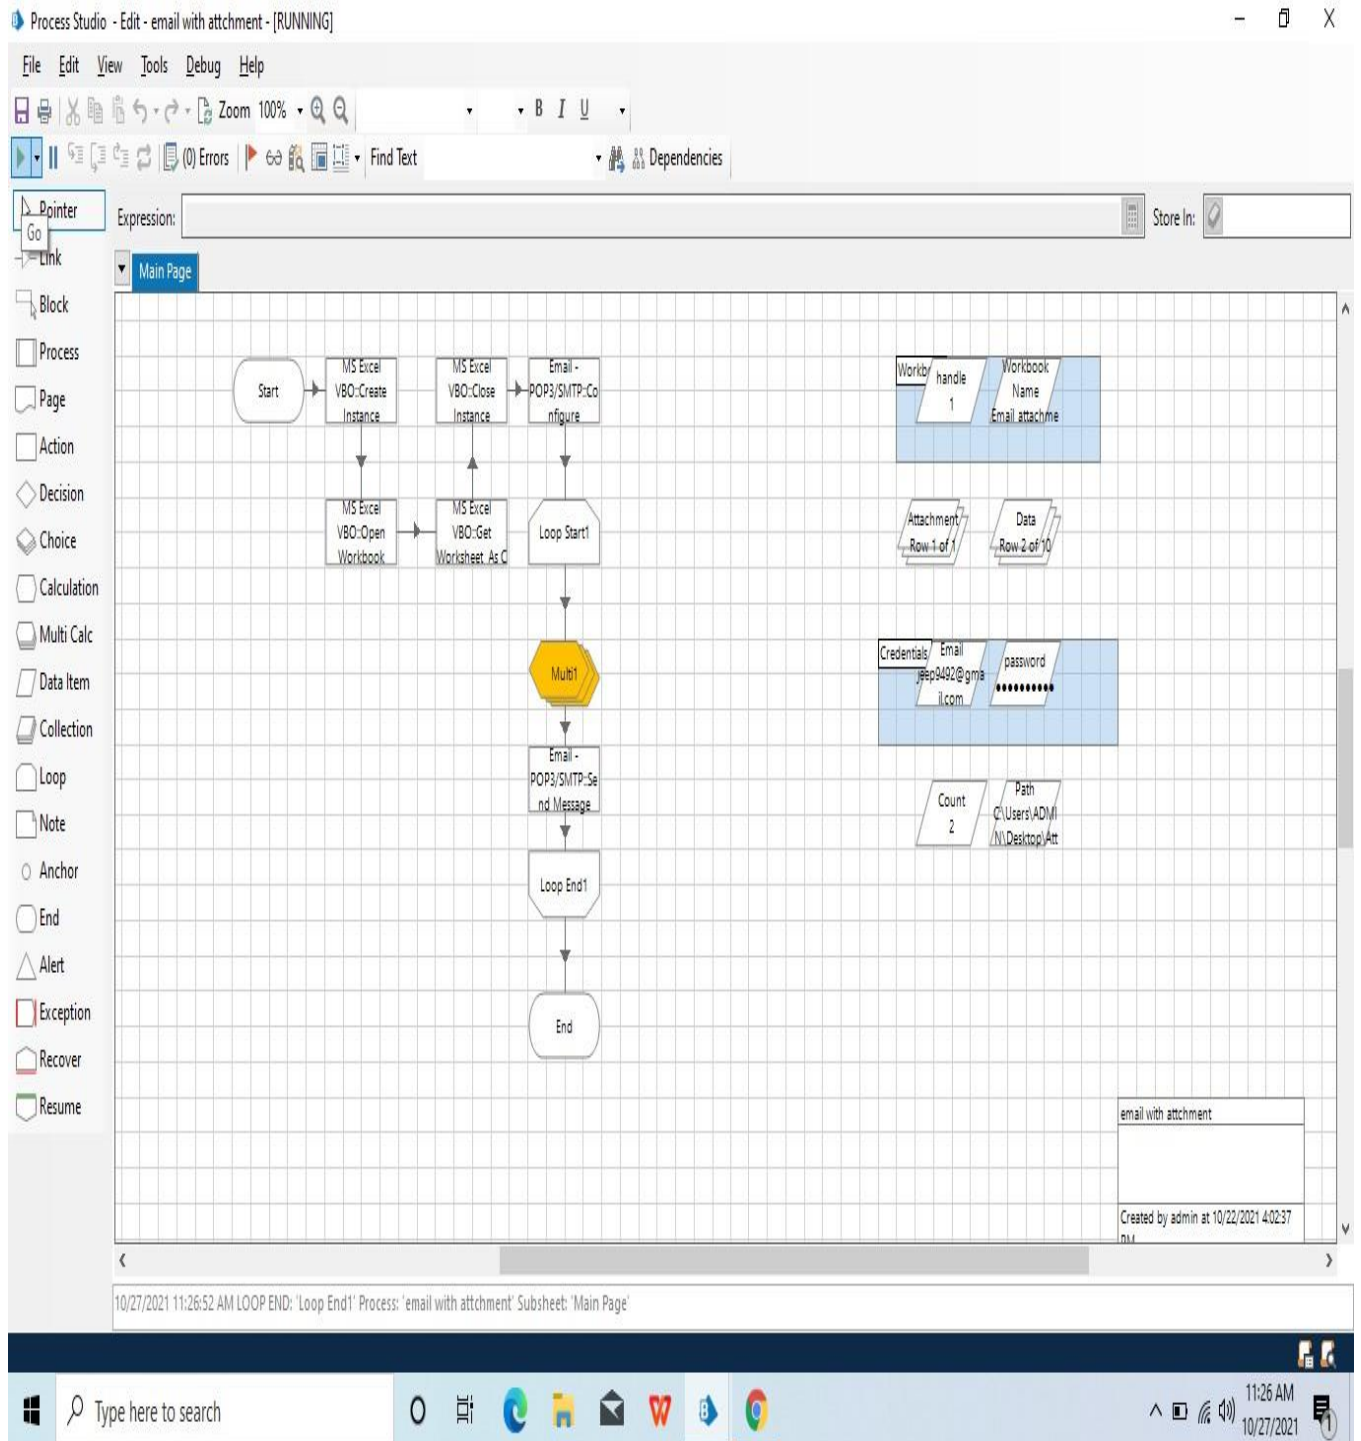 Process Studio - Edit - email with attchment - [RUNNING]
File Edit View Tools Debug Help
Zoom 100% B I U
(0) Errors Find Text Dependencies
Pointer
Go
Link
Block
Process
Page
Action
Decision
Choice
Calculation
Multi Calc
Data Item
Collection
Loop
Note
Anchor
End
Alert
Exception
Recover
Resume
Expression:
Store In:
Main Page
Start
MS Excel
VBO::Create
Instance
MS Excel
VBO::Close
Instance
Email -
POP3/SMTP::Co
nfigure
MS Excel
VBO::Open
Workbook
MS Excel
VBO::Get
Worksheet As C
Loop Start1
Multi1
Email -
POP3/SMTP::Se
nd Message
Loop End1
End
Workb
handle
1
Workbook
Name
Email attachme
Attachment
Row 1 of 1
Data
Row 2 of 10
Credentials
Email
jeep9492@gma
il.com
password
••••••••••
Count
2
Path
C:\Users\ADMI
N\Desktop\Att
email with attchment
Created by admin at 10/22/2021 4:02:37
PM
10/27/2021 11:26:52 AM LOOP END: 'Loop End1' Process: 'email with attchment' Subsheet: 'Main Page'
Type here to search
11:26 AM
10/27/2021
1